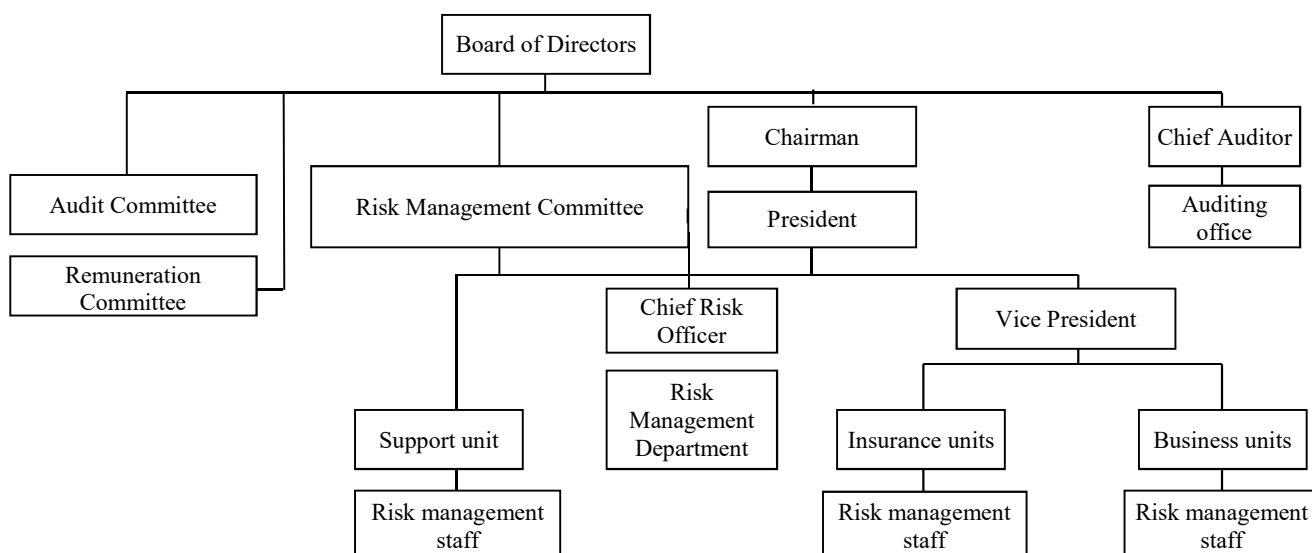 Board of Directors
Chairman
Chief Auditor
Audit Committee
Risk Management Committee
President
Auditing
office
Remuneration
Committee
Chief Risk
Officer
Vice President
Risk
Management
Department
Support unit
Insurance units
Business units
Risk management
staff
Risk management
staff
Risk management
staff